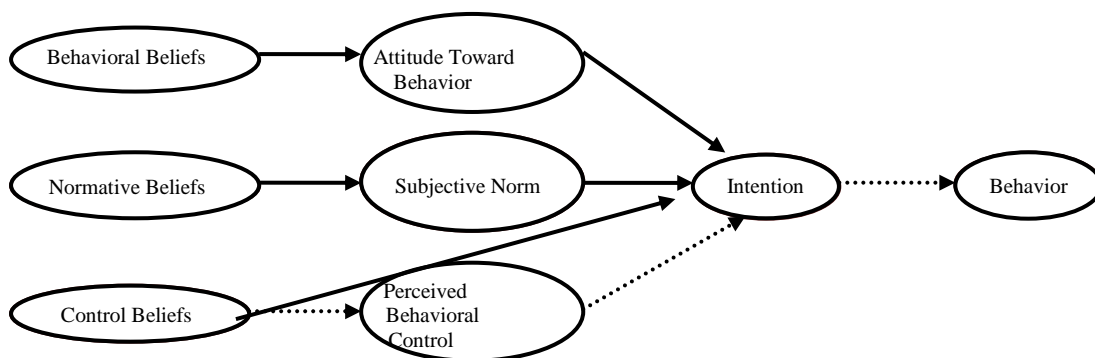 Behavioral Beliefs
Attitude Toward
Behavior
Normative Beliefs
Subjective Norm
Intention
Behavior
Control Beliefs
Perceived
Behavioral
Control